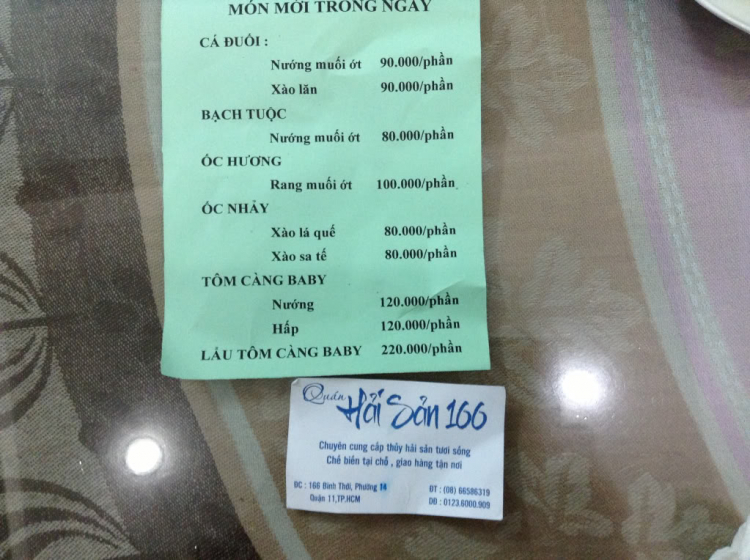 MÓN MỚI TRONG NGÀY
CÁ ĐUỐI :
Nướng muối ớt 90.000/phần
Xào lăn 90.000/phần
BẠCH TUỘC
Nướng muối ớt 80.000/phần
ỐC HƯƠNG
Rang muối ớt 100.000/phần
ỐC NHẢY
Xào lá quế 80.000/phần
Xào sa tế 80.000/phần
TÔM CÀNG BABY
Nướng 120.000/phần
Hấp 120.000/phần
LẨU TÔM CÀNG BABY 220.000/phần
Quán Hải Sản 166
Chuyên cung cấp thủy hải sản tươi sống
Chế biến tại chỗ , giao hàng tận nơi
ĐC : 166 Bình Thới, Phường 14 ĐT : (08) 66586319
Quận 11,TP.HCM DĐ : 0123.6000.909